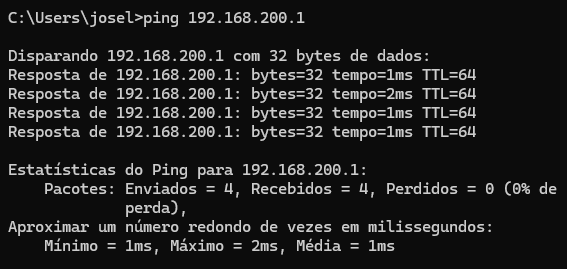 C:\Users\josel>ping 192.168.200.1
Disparando 192.168.200.1 com 32 bytes de dados:
Resposta de 192.168.200.1: bytes=32 tempo=1ms TTL=64
Resposta de 192.168.200.1: bytes=32 tempo=2ms TTL=64
Resposta de 192.168.200.1: bytes=32 tempo=1ms TTL=64
Resposta de 192.168.200.1: bytes=32 tempo=1ms TTL=64
Estatísticas do Ping para 192.168.200.1:
Pacotes: Enviados = 4, Recebidos = 4, Perdidos = 0 (0% de
perda),
Aproximar um número redondo de vezes em milissegundos:
Mínimo = 1ms, Máximo = 2ms, Média = 1ms